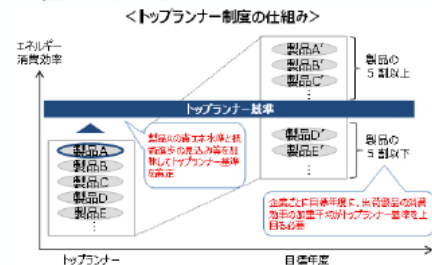 <トップランナー制度の仕組み>
エネルギー
消費効率
製品A'
製品B'
製品C'
⋮
製品の
5割以上
トップランナー基準
製品Aの省エネ水準と技
術進歩の見込み等を加
味してトップランナー基準
を策定
製品A
製品B
製品C
製品D
製品E
⋮
製品D'
製品E'
⋮
製品の
5割以下
企業ごとに目標年度に、出荷製品の消費
効率の加重平均がトップランナー基準を上
回る必要
トップランナー
目標年度